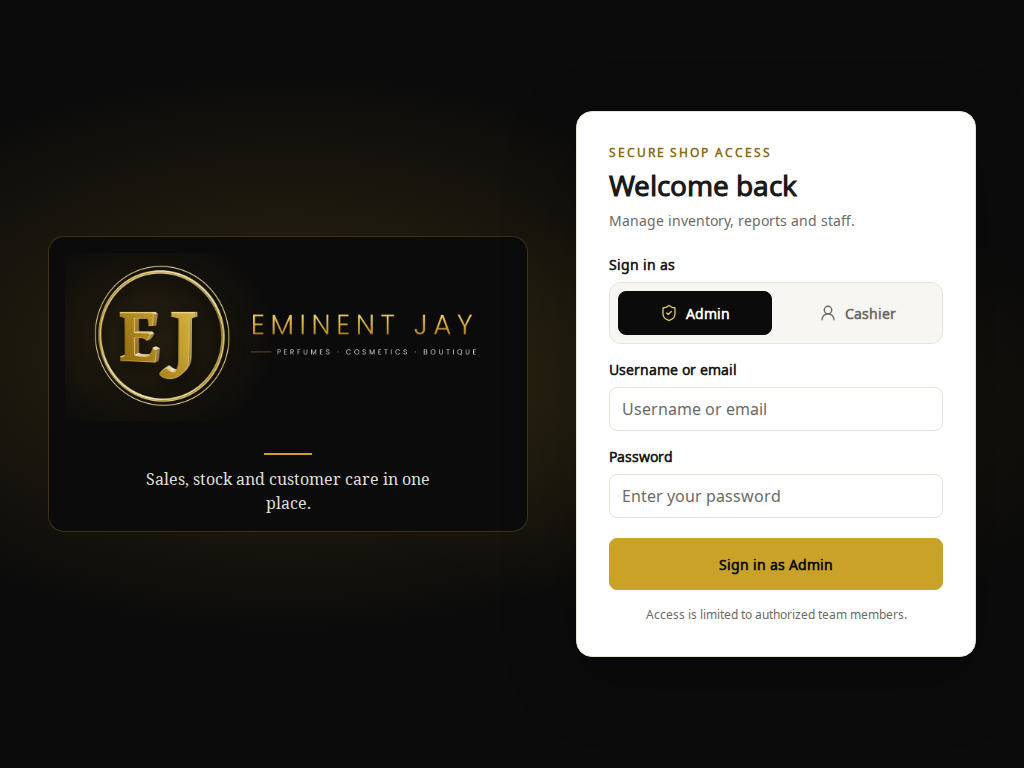 EJ
EMINENT JAY
PERFUMES · COSMETICS · BOUTIQUE
Sales, stock and customer care in one
place.
SECURE SHOP ACCESS
Welcome back
Manage inventory, reports and staff.
Sign in as
Admin
Cashier
Username or email
Username or email
Password
Enter your password
Sign in as Admin
Access is limited to authorized team members.